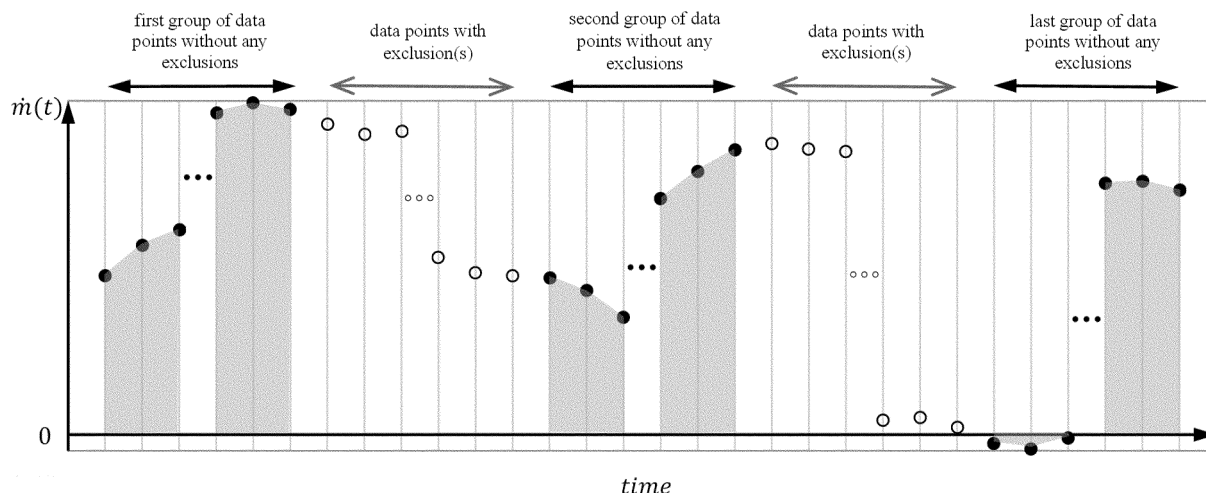 first group of data
points without any
exclusions
data points with
exclusion(s)
second group of data
points without any
exclusions
data points with
exclusion(s)
last group of data
points without any
exclusions
ṁ(t)
0
time